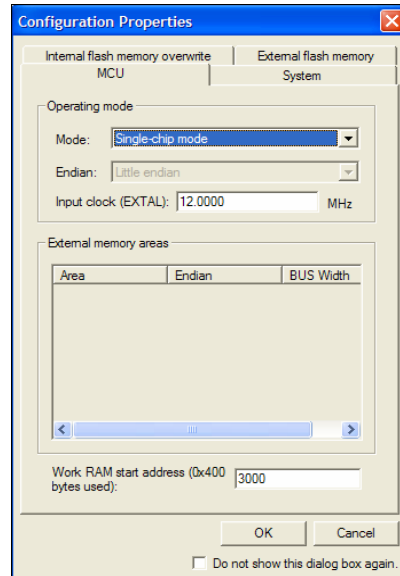 Configuration Properties
Internal flash memory overwrite
External flash memory
MCU
System
Operating mode
Mode:
Single-chip mode
Endian:
Little endian
Input clock (EXTAL):
12.0000
MHz
External memory areas
Area
Endian
BUS Width
Work RAM start address (0x400
bytes used):
3000
OK
Cancel
Do not show this dialog box again.